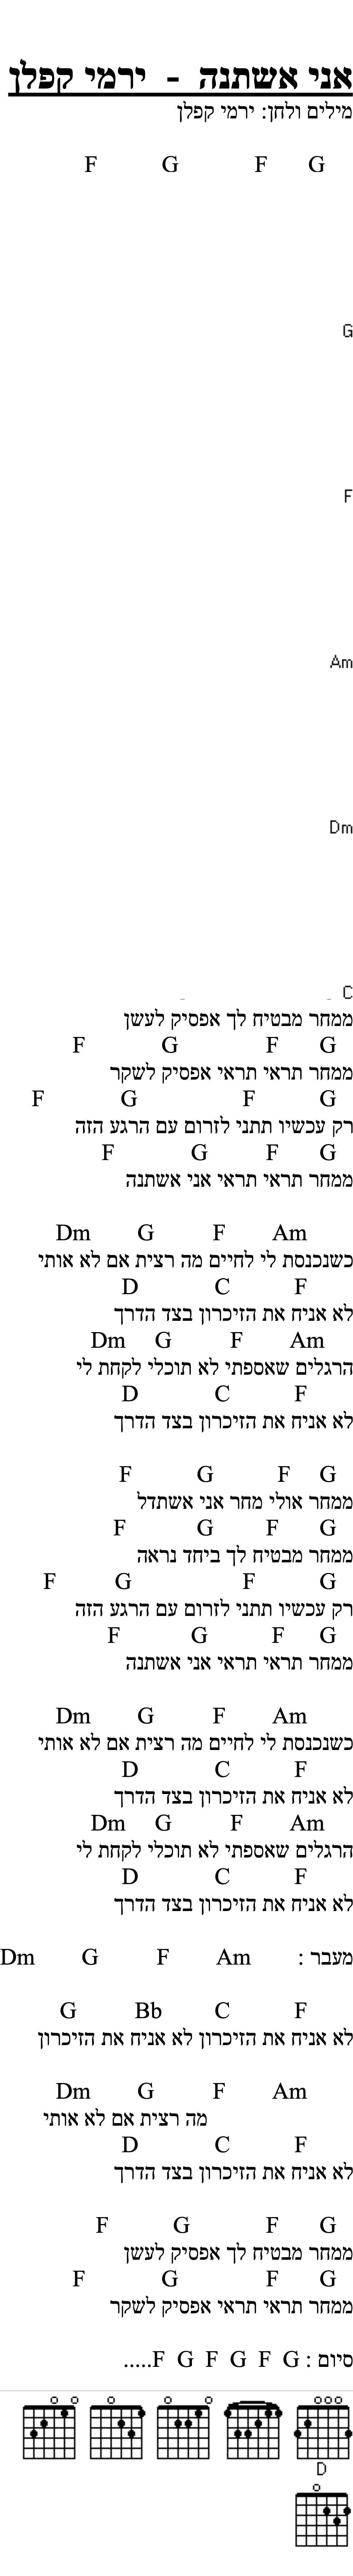 אני אשתנה - ירמי קפלן
מילים ולחן: ירמי קפלן
F G F G
G
F
Am
Dm
C
ממחר מבטיח לך אפסיק לעשן
F G F G
ממחר תראי תראי אפסיק לשקר
F G F G
רק עכשיו תתני לזרום עם הרגע הזה
F G F G
ממחר תראי תראי אני אשתנה
Dm G F Am
כשנכנסת לי לחיים מה רצית אם לא אותי
D C F
לא אניח את הזיכרון בצד הדרך
Dm G F Am
הרגלים שאספתי לא תוכלי לקחת לי
D C F
לא אניח את הזיכרון בצד הדרך
F G F G
ממחר אולי מחר אני אשתדל
F G F G
ממחר מבטיח לך ביחד נראה
F G F G
רק עכשיו תתני לזרום עם הרגע הזה
F G F G
ממחר תראי תראי אני אשתנה
Dm G F Am
כשנכנסת לי לחיים מה רצית אם לא אותי
D C F
לא אניח את הזיכרון בצד הדרך
Dm G F Am
הרגלים שאספתי לא תוכלי לקחת לי
D C F
לא אניח את הזיכרון בצד הדרך
מעבר : Dm G F Am
G Bb C F
לא אניח את הזיכרון לא אניח את הזיכרון
Dm G F Am
מה רצית אם לא אותי
D C F
לא אניח את הזיכרון בצד הדרך
F G F G
ממחר מבטיח לך אפסיק לעשן
F G F G
ממחר תראי תראי אפסיק לשקר
סיום : F G F G F G.....
D